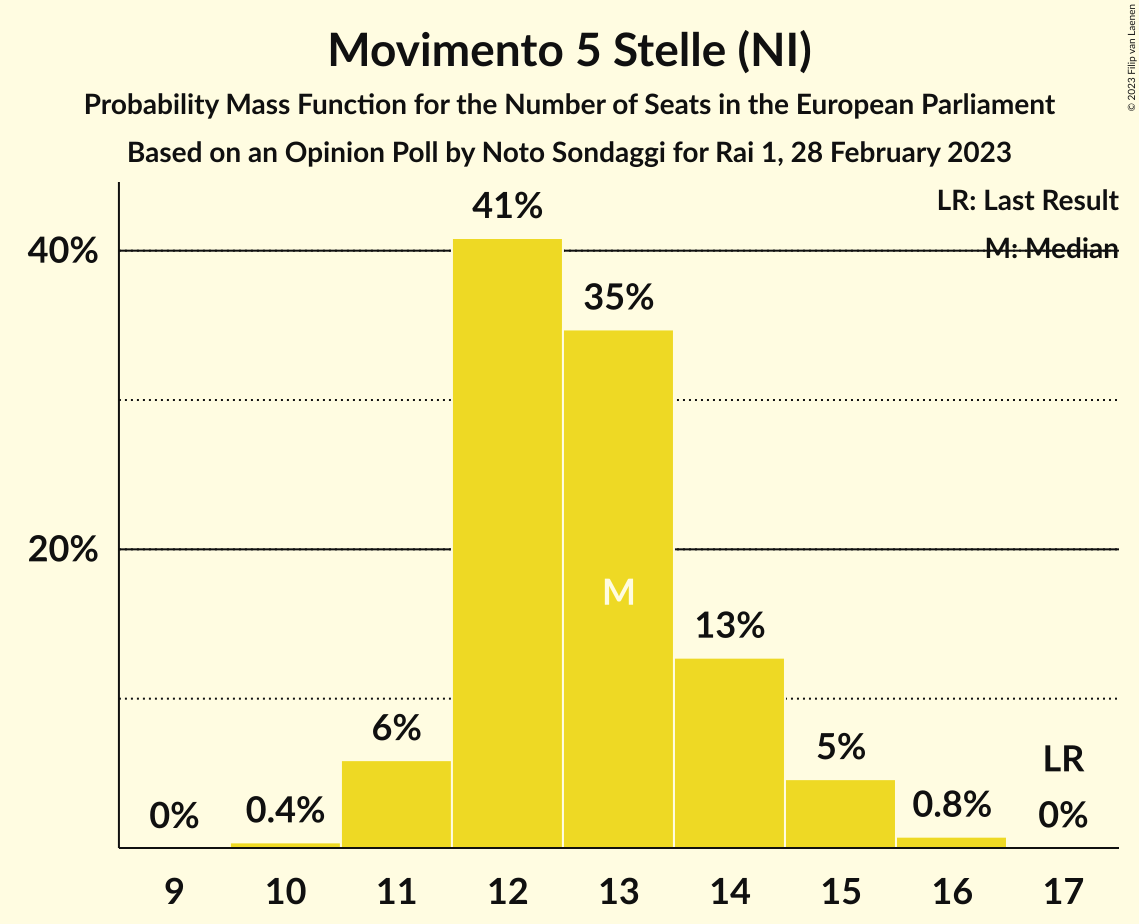 Movimento 5 Stelle (NI)
Probability Mass Function for the Number of Seats in the European Parliament
Based on an Opinion Poll by Noto Sondaggi for Rai 1, 28 February 2023
© 2023 Filip van Laenen
LR: Last Result
M: Median
40%
20%
0%
0.4%
6%
41%
35%
M
13%
5%
0.8%
LR
0%
9 10 11 12 13 14 15 16 17